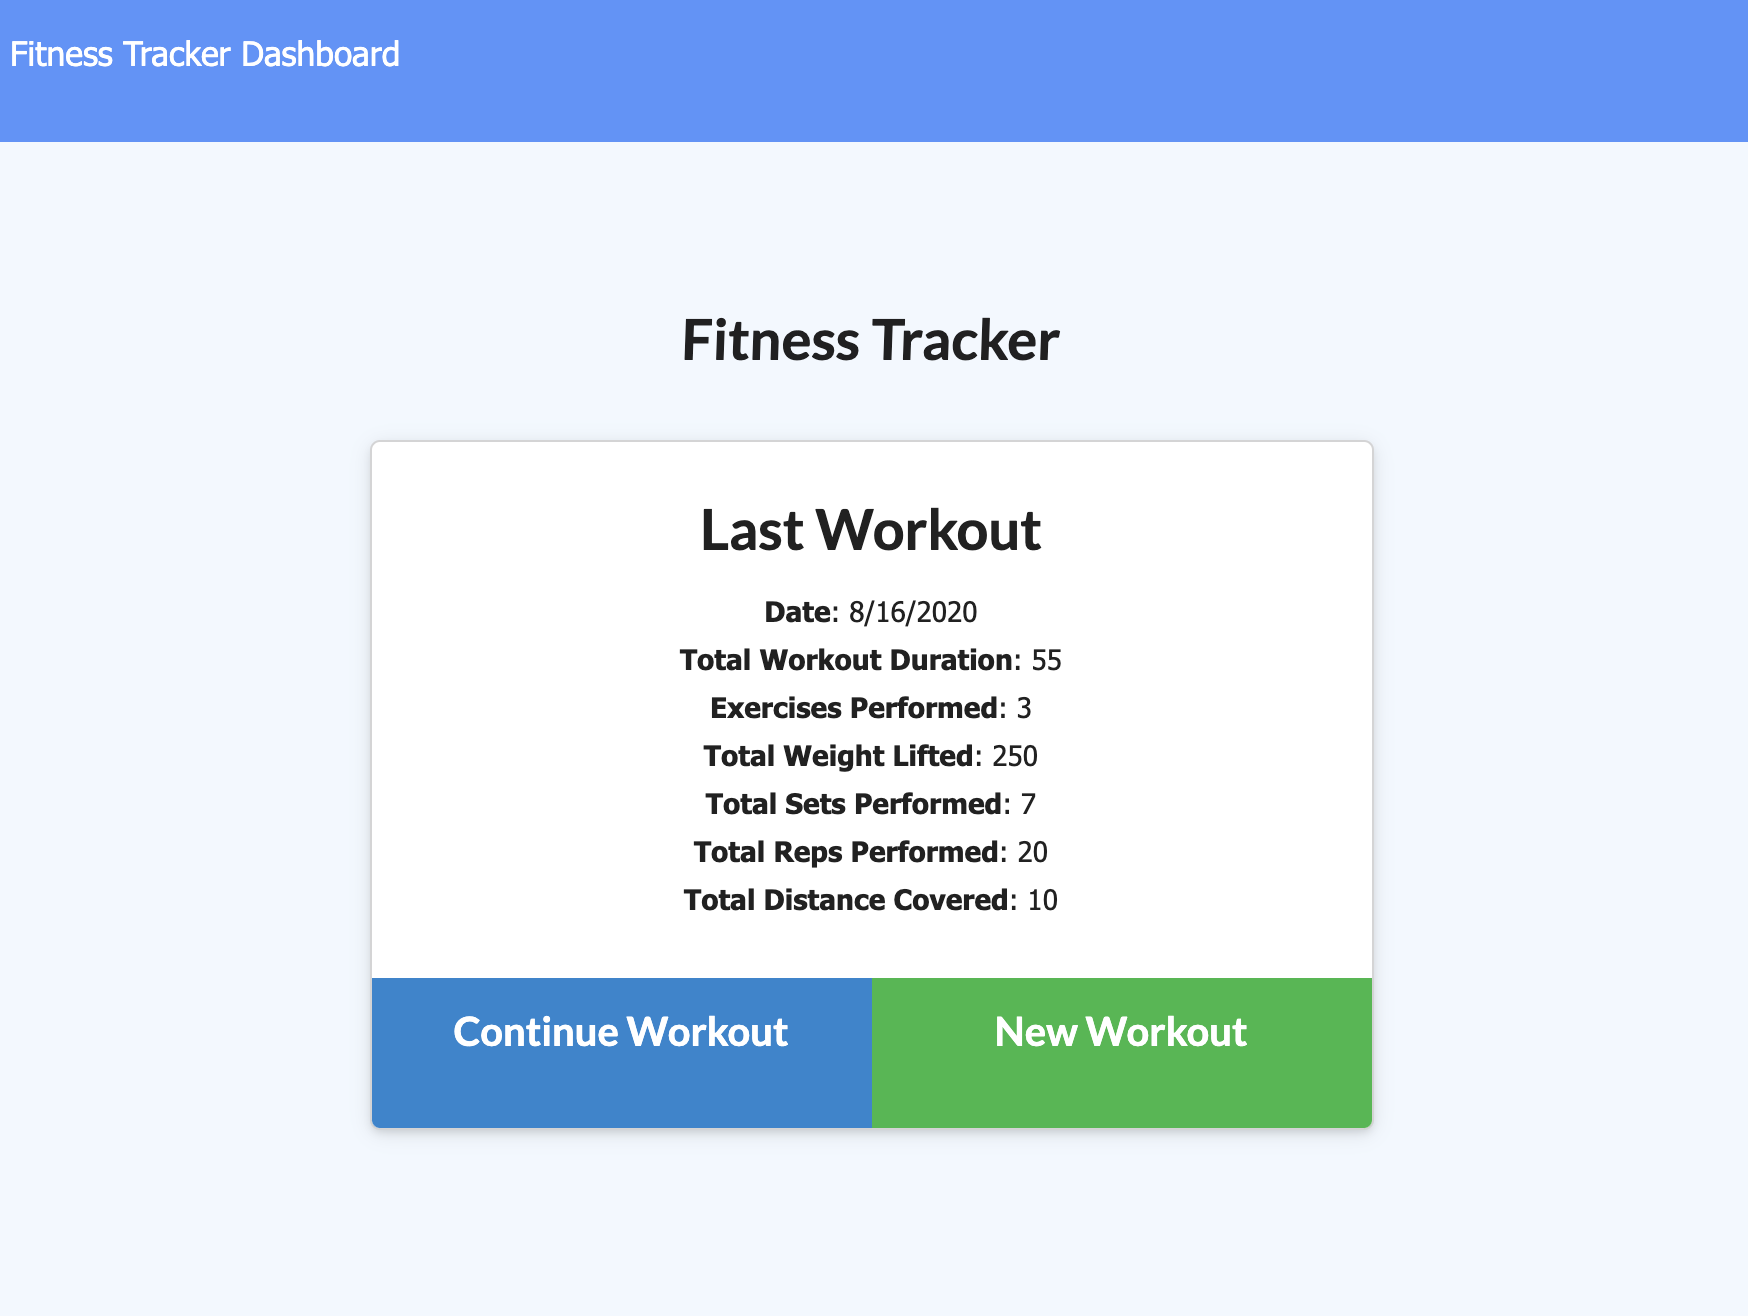 Fitness Tracker Dashboard
Fitness Tracker
Last Workout
Date: 8/16/2020
Total Workout Duration: 55
Exercises Performed: 3
Total Weight Lifted: 250
Total Sets Performed: 7
Total Reps Performed: 20
Total Distance Covered: 10
Continue Workout
New Workout